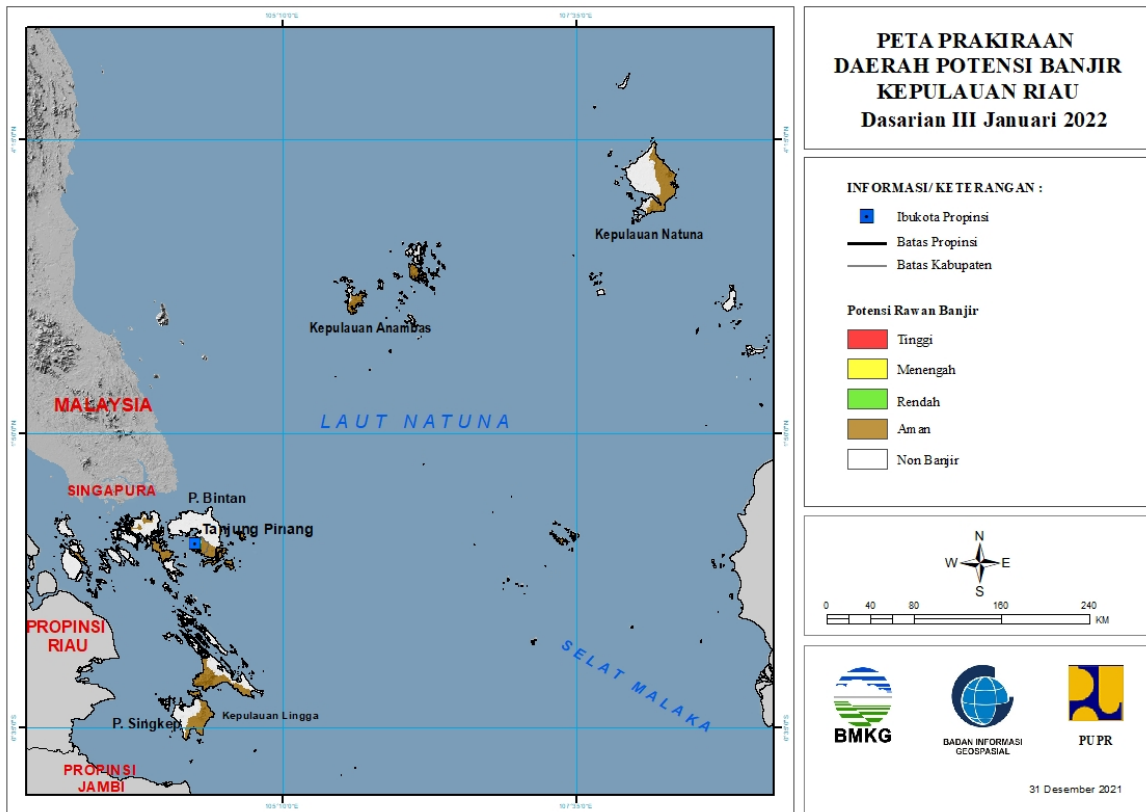 PETA PRAKIRAAN
DAERAH POTENSI BANJIR
KEPULAUAN RIAU
Dasarian III Januari 2022
INFORMASI/ KETERANGAN :
Ibukota Propinsi
Batas Propinsi
Batas Kabupaten
Potensi Rawan Banjir
Tinggi
Menengah
Rendah
Aman
Non Banjir
N
W E
S
0 40 80 160 240
KM
BMKG
BADAN INFORMASI
GEOSPASIAL
PUPR
31 Desember 2021
Kepulauan Natuna
Kepulauan Anambas
MALAYSIA
LAUT NATUNA
SINGAPURA
P. Bintan
Tanjung Pinang
PROPINSI
RIAU
SELAT MALAKA
Kepulauan Lingga
P. Singkep
PROPINSI
JAMBI